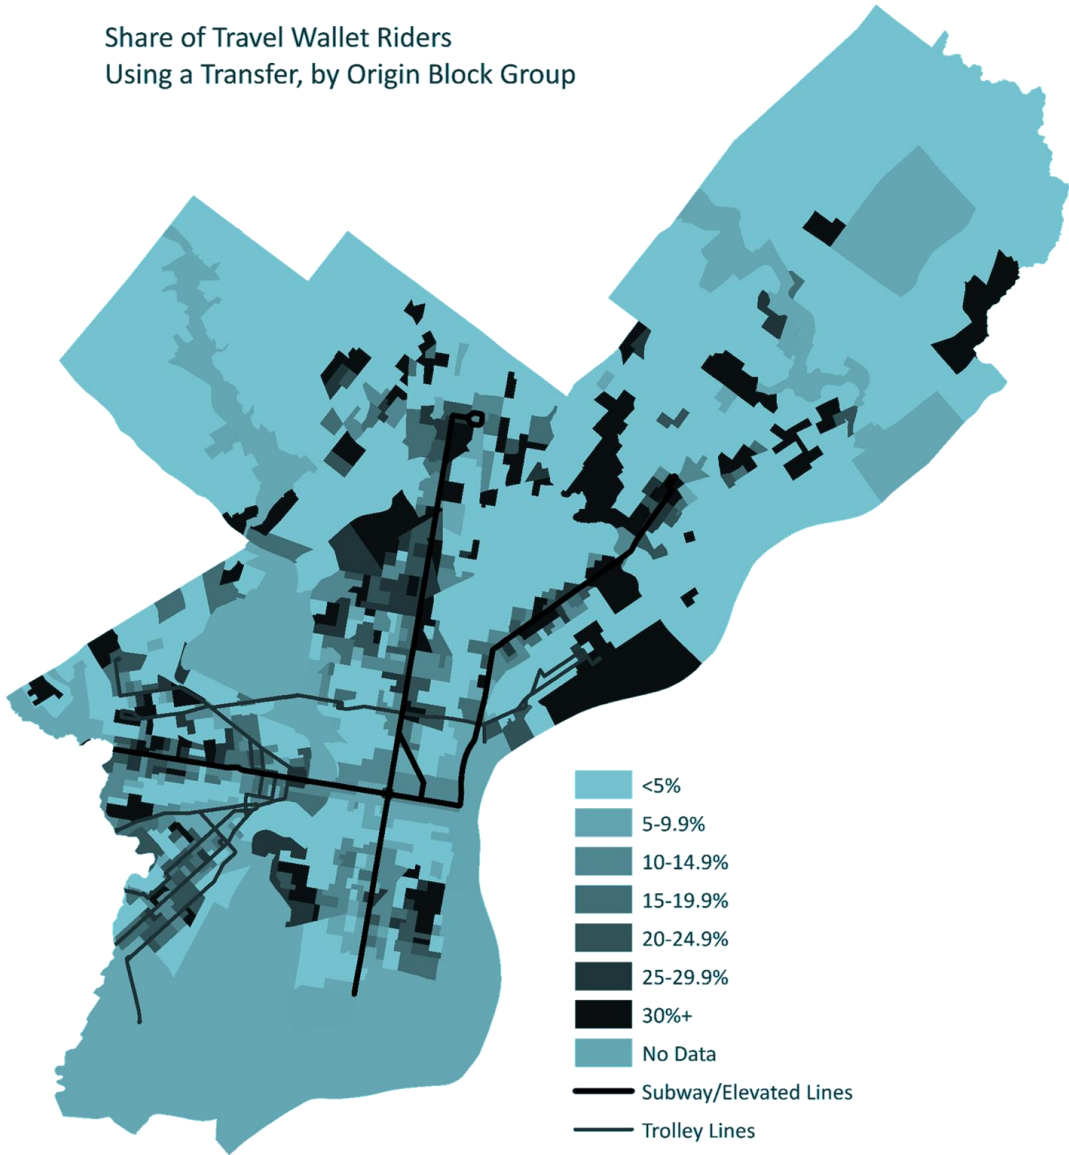 Share of Travel Wallet Riders
Using a Transfer, by Origin Block Group
<5%
5-9.9%
10-14.9%
15-19.9%
20-24.9%
25-29.9%
30%+
No Data
Subway/Elevated Lines
Trolley Lines